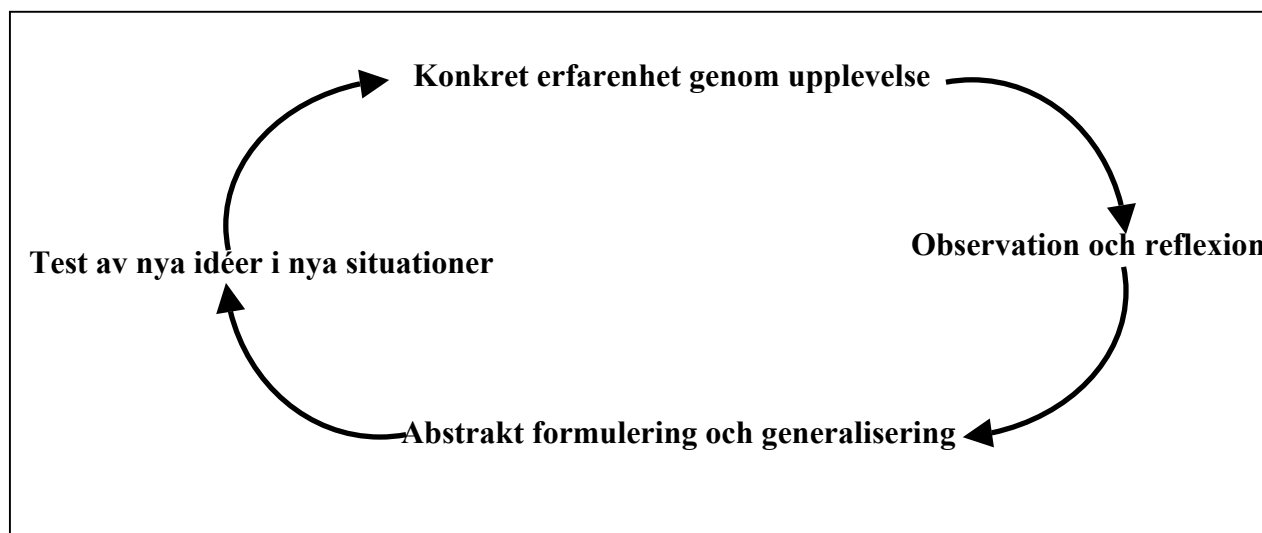 Konkret erfarenhet genom upplevelse
Observation och reflexion
Test av nya idéer i nya situationer
Abstrakt formulering och generalisering